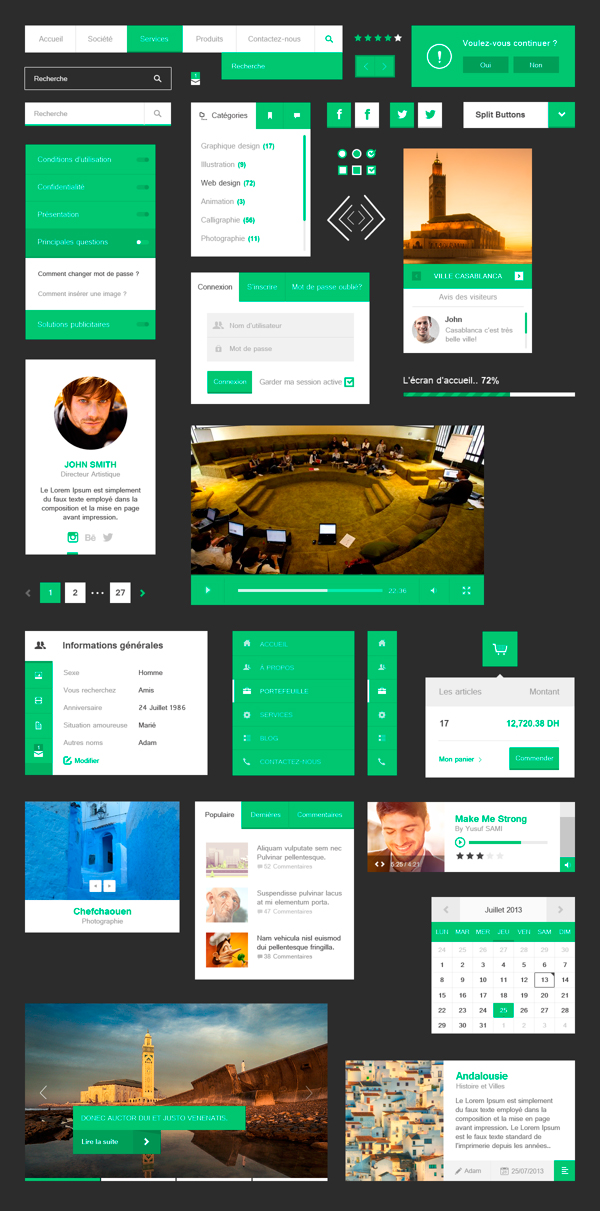 Accueil
Société
Services
Produits
Contactez-nous
Recherche
Voulez-vous continuer ?
Oui
Non
Recherche
1
Recherche
Catégories
f
f
Split Buttons
Graphique design (17)
Illustration (9)
Web design (72)
Animation (3)
Calligraphie (56)
Photographie (11)
Conditions d'utilisation
Confidentialité
Présentation
Principales questions
Comment changer mot de passe ?
Comment insérer une image ?
Solutions publicitaires
VILLE CASABLANCA
Avis des visiteurs
John
Casablanca c'est très
belle ville!
Connexion
S'inscrire
Mot de passe oublié?
Nom d'utilisateur
Mot de passe
Connexion
Garder ma session active
L'écran d'accueil.. 72%
JOHN SMITH
Directeur Artistique
Le Lorem Ipsum est simplement
du faux texte employé dans la
composition et la mise en page
avant impression.
Bē
22:36
1
2
...
27
Informations générales
Sexe Homme
Vous recherchez Amis
Anniversaire 24 Juillet 1986
Situation amoureuse Marié
Autres noms Adam
1
Modifier
ACCUEIL
A PROPOS
PORTEFEUILLE
SERVICES
BLOG
CONTACTEZ-NOUS
Les articles Montant
17 12,720.38 DH
Mon panier
Commender
Chefchaouen
Photographie
Populaire
Dernières
Commentaires
Aliquam vulputate sem nec
Pulvinar pellentesque.
52 Commentaires
Suspendisse pulvinar lacus
at mi elementum porta.
47 Commentaires
Nam vehicula nisl euismod
dui pellentesque fringilla.
38 Commentaires
Make Me Strong
By Yusuf SAMI
5:25 / 4:21
Juillet 2013
LUN MAR MER JEU VEN SAM DIM
24 25 26 27 28 29 30
1 2 3 4 5 6 7
8 9 10 11 12 13 14
15 16 17 18 19 20 21
22 23 24 25 26 27 28
29 30 31 1 2 3 4
DONEC AUCTOR DUI ET JUSTO VENENATIS.
Lire la suite
Andalousie
Histoire et Villes
Le Lorem Ipsum est simplement
du faux texte employé dans la
composition et la mise en
page avant impression.
Le Lorem Ipsum
est le faux texte standard de
l'imprimerie depuis les années..
Adam
25/07/2013